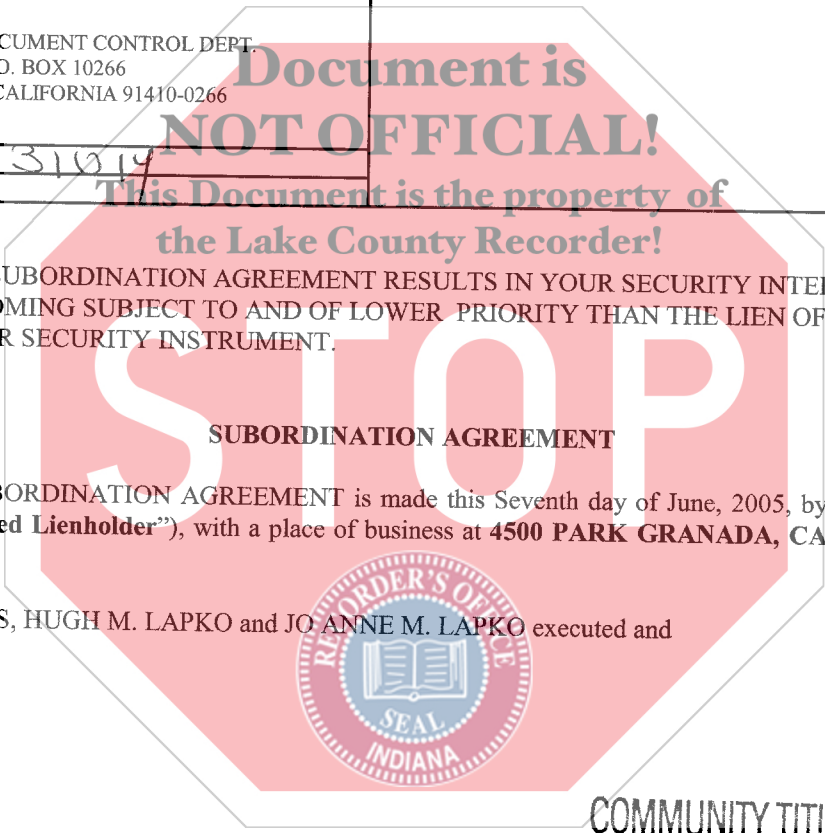 CUMENT CONTROL DEPT.
O. BOX 10266
CALIFORNIA 91410-0266
Document is
NOT OFFICIAL!
This Document is the property of
the Lake County Recorder!
UBORDINATION AGREEMENT RESULTS IN YOUR SECURITY INTE
OMING SUBJECT TO AND OF LOWER PRIORITY THAN THE LIEN OF
R SECURITY INSTRUMENT.
STOP
SUBORDINATION AGREEMENT
BORDINATION AGREEMENT is made this Seventh day of June, 2005, by
ed Lienholder”), with a place of business at 4500 PARK GRANADA, CA
S, HUGH M. LAPKO and JO ANNE M. LAPKO executed and
RECORDER'S OFFICE
SEAL
INDIANA
COMMUNITY TITL